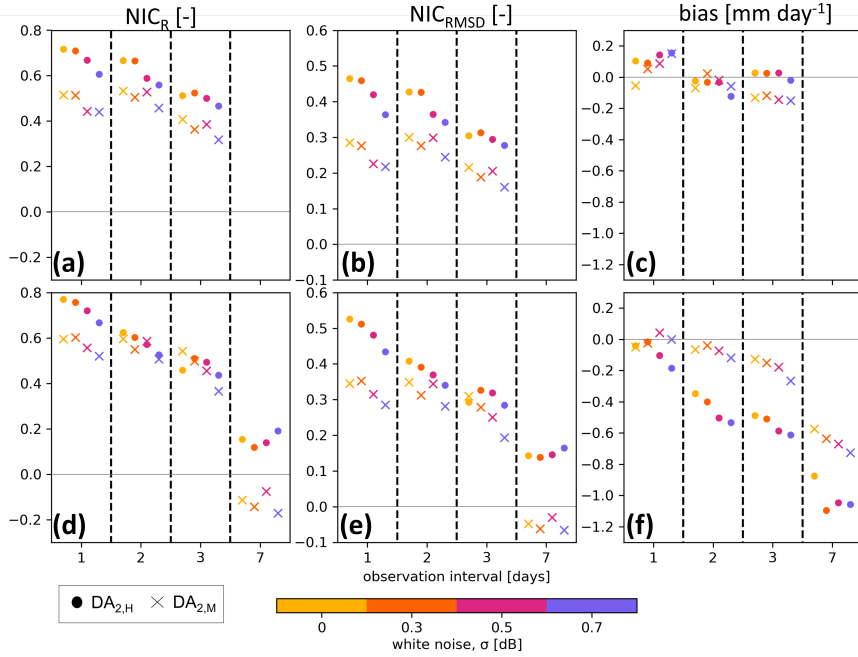 NIC_R [-] NIC_RMSD [-] bias [mm day⁻¹]
0.8 0.6 0.4 0.2 0.0 −0.2 (a)
0.6 0.5 0.4 0.3 0.2 0.1 0.0 −0.1 (b)
0.2 0.0 −0.2 −0.4 −0.6 −0.8 −1.0 −1.2 (c)
0.8 0.6 0.4 0.2 0.0 −0.2 (d)
0.6 0.5 0.4 0.3 0.2 0.1 0.0 −0.1 (e)
0.0 −0.2 −0.4 −0.6 −0.8 −1.0 −1.2 (f)
1 2 3 7 1 2 3 7 1 2 3 7
observation interval [days]
DA_2,H DA_2,M
0 0.3 0.5 0.7
white noise, σ [dB]